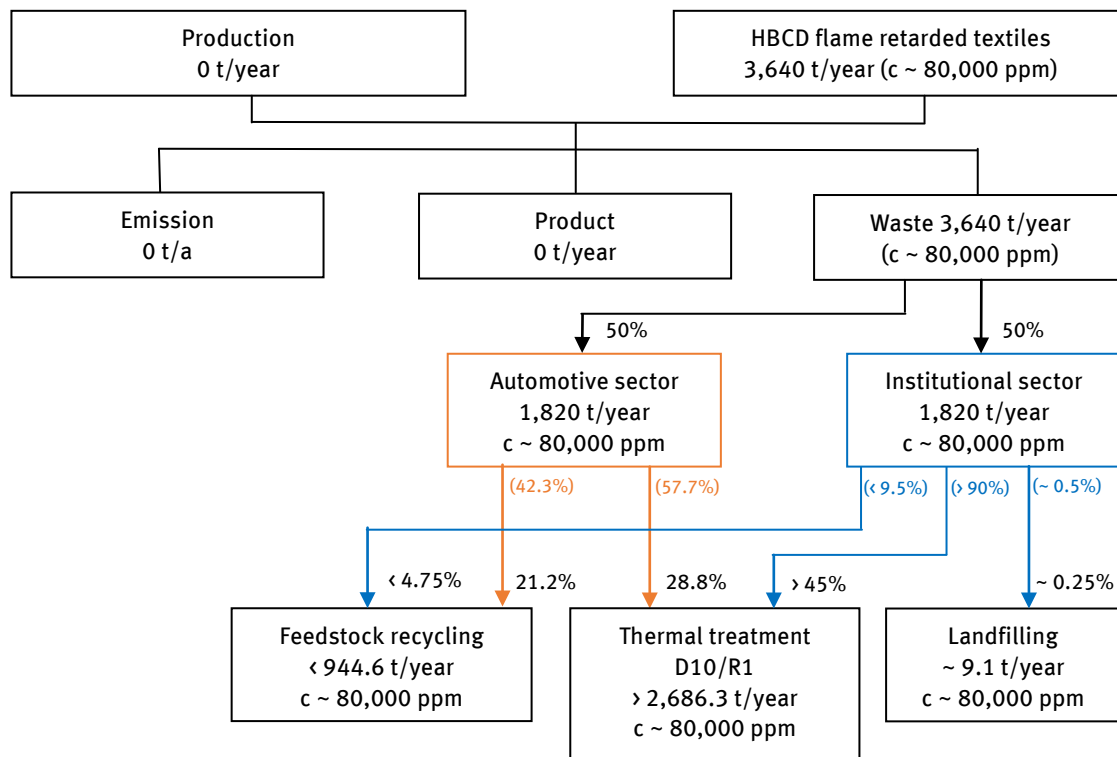 Production
0 t/year
HBCD flame retarded textiles
3,640 t/year (c ~ 80,000 ppm)
Emission
0 t/a
Product
0 t/year
Waste 3,640 t/year
(c ~ 80,000 ppm)
50%
50%
Automotive sector
1,820 t/year
c ~ 80,000 ppm
Institutional sector
1,820 t/year
c ~ 80,000 ppm
(42.3%)
(57.7%)
(< 9.5%)
(> 90%)
(~ 0.5%)
< 4.75%
21.2%
28.8%
> 45%
~ 0.25%
Feedstock recycling
< 944.6 t/year
c ~ 80,000 ppm
Thermal treatment
D10/R1
> 2,686.3 t/year
c ~ 80,000 ppm
Landfilling
~ 9.1 t/year
c ~ 80,000 ppm